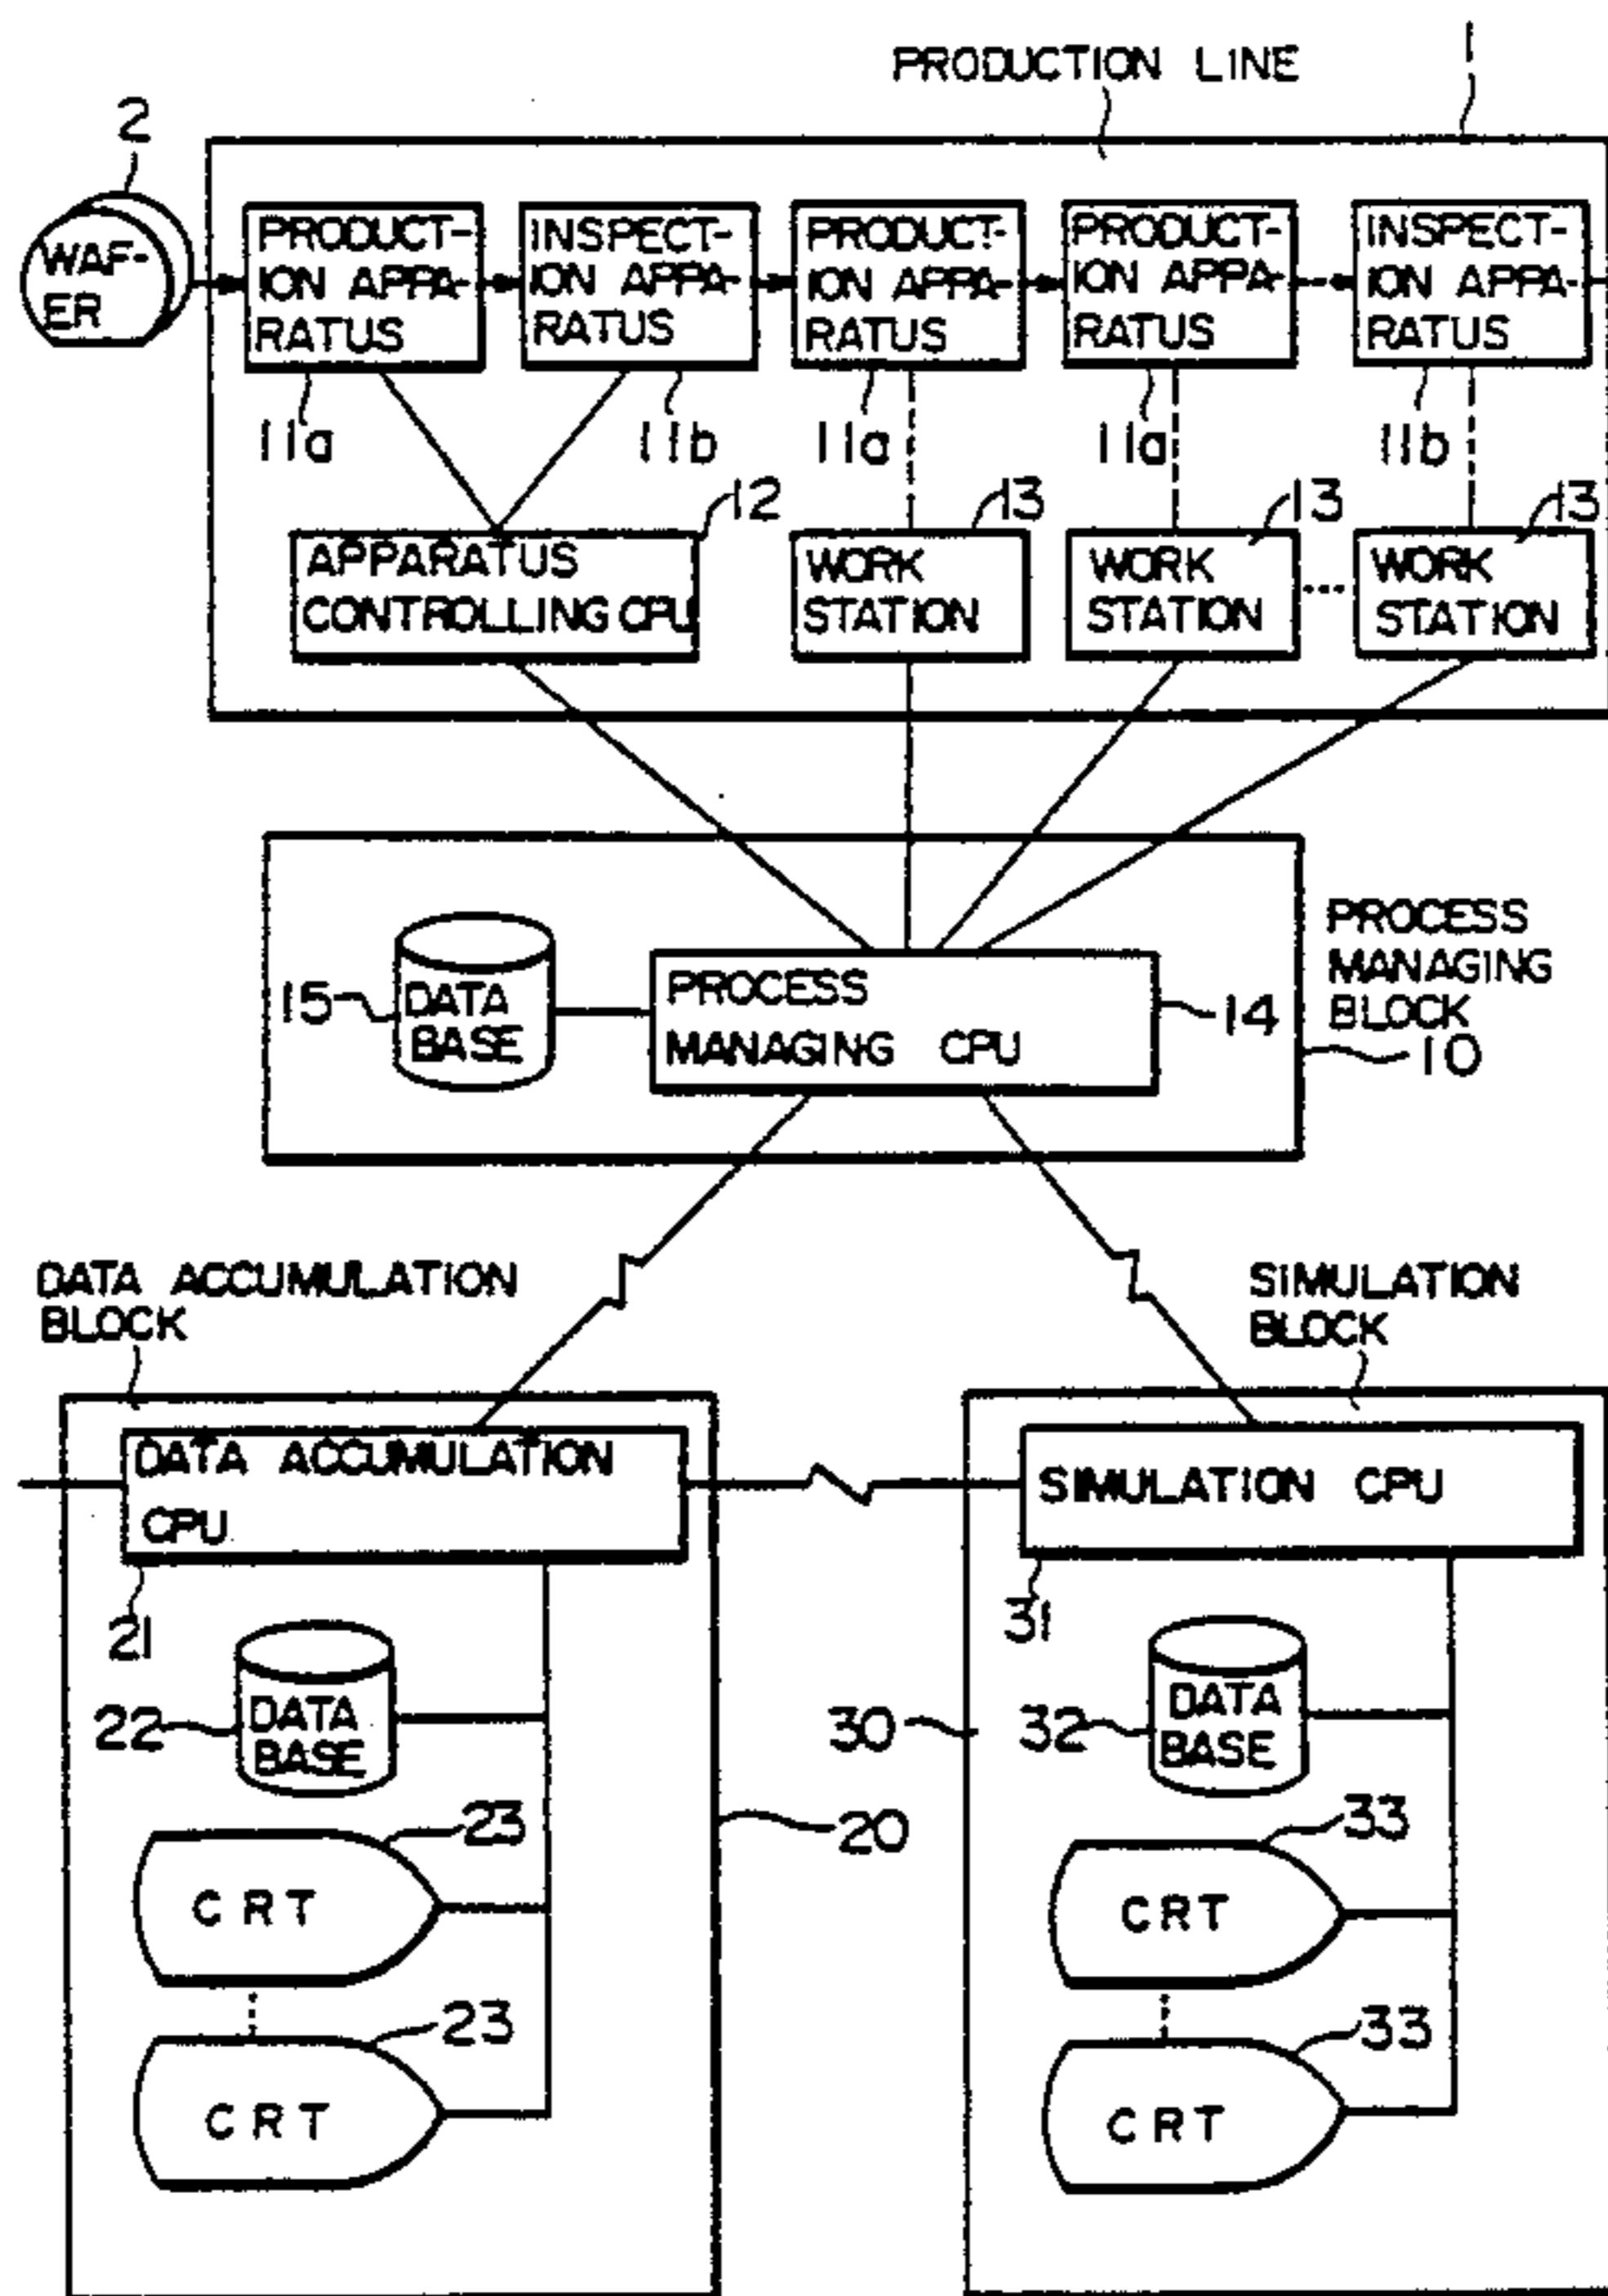 PRODUCTION LINE
1
2
WAF-
ER
PRODUCT-
ION APPA-
RATUS
INSPECT-
ION APPA-
RATUS
PRODUCT-
ION APPA-
RATUS
PRODUCT-
ION APPA-
RATUS
INSPECT-
ION APPA-
RATUS
11a
11b
11a
11a
11b
12
13
13
13
APPARATUS
CONTROLLING CPU
WORK
STATION
WORK
STATION
WORK
STATION
15
DATA
BASE
PROCESS
MANAGING CPU
14
PROCESS
MANAGING
BLOCK
10
DATA ACCUMULATION
BLOCK
SIMULATION
BLOCK
DATA ACCUMULATION
CPU
SIMULATION CPU
21
31
22
DATA
BASE
30
32
DATA
BASE
23
20
33
CRT
CRT
23
33
CRT
CRT